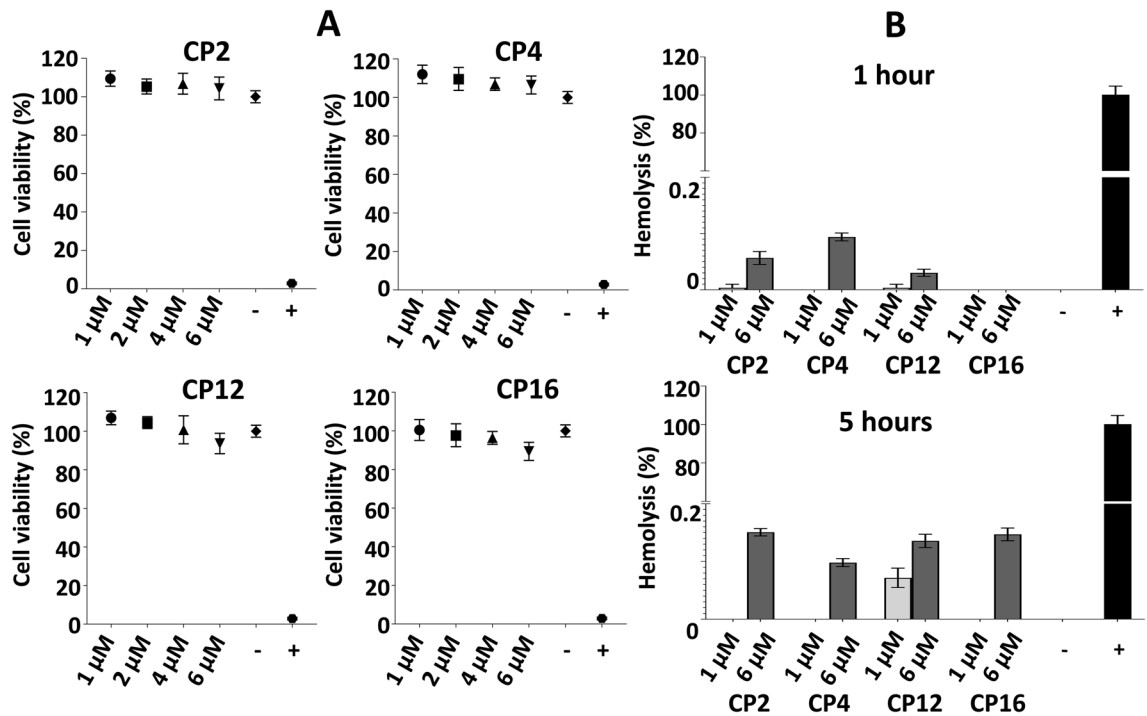 A
B
CP2
Cell viability (%)
120
100
80
60
40
20
0
1 µM
2 µM
4 µM
6 µM
-
+
CP4
Cell viability (%)
120
100
80
60
40
20
0
1 µM
2 µM
4 µM
6 µM
-
+
1 hour
Hemolysis (%)
120
100
80
0.2
0
1 µM
6 µM
1 µM
6 µM
1 µM
6 µM
1 µM
6 µM
-
+
CP2
CP4
CP12
CP16
CP12
Cell viability (%)
120
100
80
60
40
20
0
1 µM
2 µM
4 µM
6 µM
-
+
CP16
Cell viability (%)
120
100
80
60
40
20
0
1 µM
2 µM
4 µM
6 µM
-
+
5 hours
Hemolysis (%)
120
100
80
0.2
0
1 µM
6 µM
1 µM
6 µM
1 µM
6 µM
1 µM
6 µM
-
+
CP2
CP4
CP12
CP16